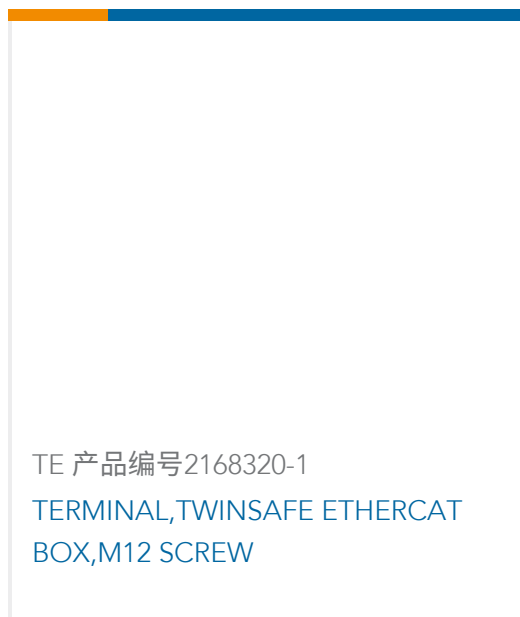 TE 产品编号2168320-1
TERMINAL,TWINSAFE ETHERCAT
BOX,M12 SCREW